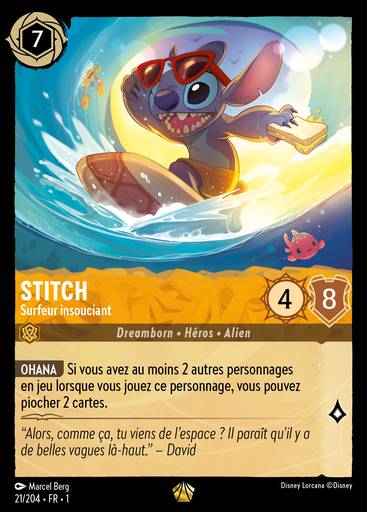 7
STITCH
Surfeur insouciant
4
8
Dreamborn • Héros • Alien
OHANA Si vous avez au moins 2 autres personnages
en jeu lorsque vous jouez ce personnage, vous pouvez
piocher 2 cartes.
“Alors, comme ça, tu viens de l’espace ? Il paraît qu’il y a
de belles vagues là-haut.” – David
Marcel Berg
Disney Lorcana ©Disney
21/204 • FR • 1